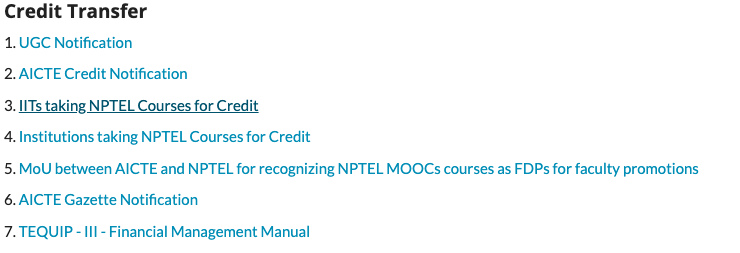 Credit Transfer
1. UGC Notification
2. AICTE Credit Notification
3. IITs taking NPTEL Courses for Credit
4. Institutions taking NPTEL Courses for Credit
5. MoU between AICTE and NPTEL for recognizing NPTEL MOOCs courses as FDPs for faculty promotions
6. AICTE Gazette Notification
7. TEQUIP - III - Financial Management Manual